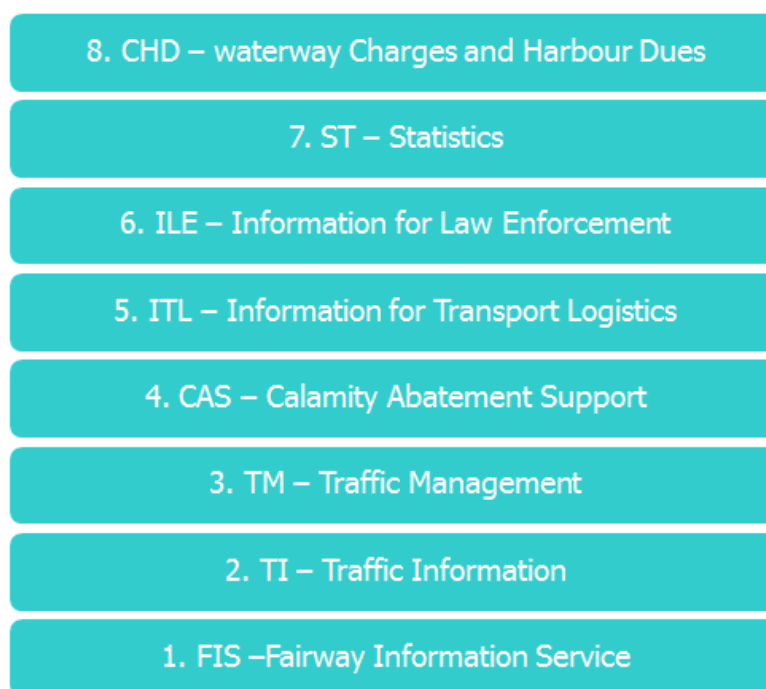 8. CHD – waterway Charges and Harbour Dues
7. ST – Statistics
6. ILE – Information for Law Enforcement
5. ITL – Information for Transport Logistics
4. CAS – Calamity Abatement Support
3. TM – Traffic Management
2. TI – Traffic Information
1. FIS –Fairway Information Service